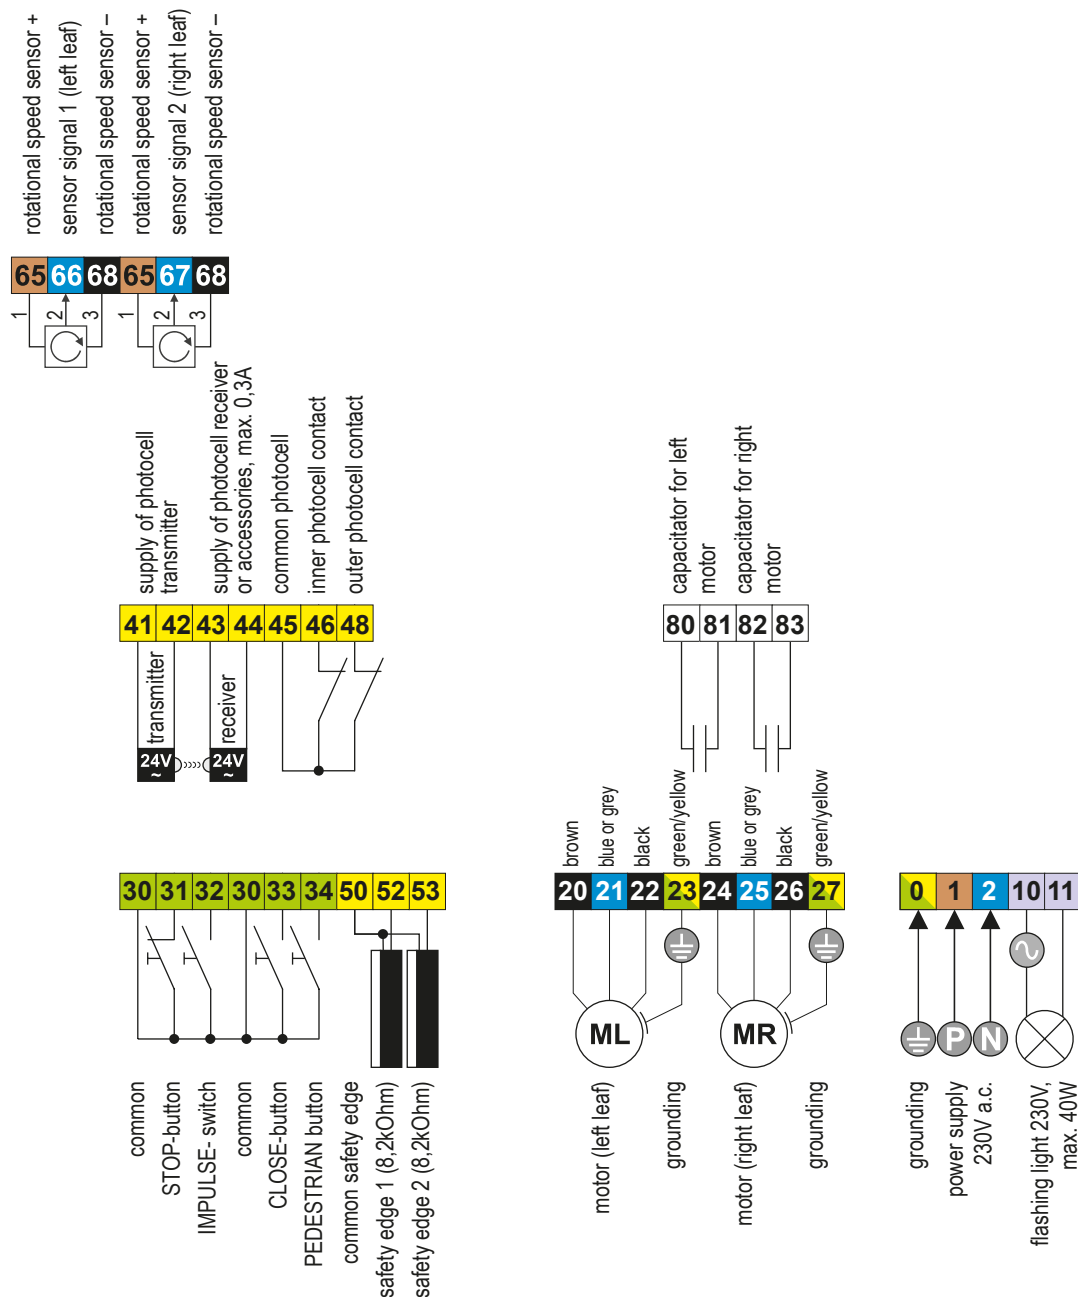 rotational speed sensor +
sensor signal 1 (left leaf)
rotational speed sensor –
rotational speed sensor +
sensor signal 2 (right leaf)
rotational speed sensor –
65 66 68 65 67 68
1 2 3 1 2 3
supply of photocell
transmitter
supply of photocell receiver
or accessories, max. 0,3A
common photocell
inner photocell contact
outer photocell contact
41 42 43 44 45 46 48
transmitter
receiver
24V
~
24V
~
capacitator for left
motor
capacitator for right
motor
80 81 82 83
30 31 32 30 33 34 50 52 53
common
STOP-button
IMPULSE- switch
common
CLOSE-button
PEDESTRIAN button
common safety edge
safety edge 1 (8,2kOhm)
safety edge 2 (8,2kOhm)
brown
blue or grey
black
green/yellow
brown
blue or grey
black
green/yellow
20 21 22 23 24 25 26 27
ML
MR
motor (left leaf)
grounding
motor (right leaf)
grounding
0 1 2 10 11
P N
grounding
power supply
230V a.c.
flashing light 230V,
max. 40W